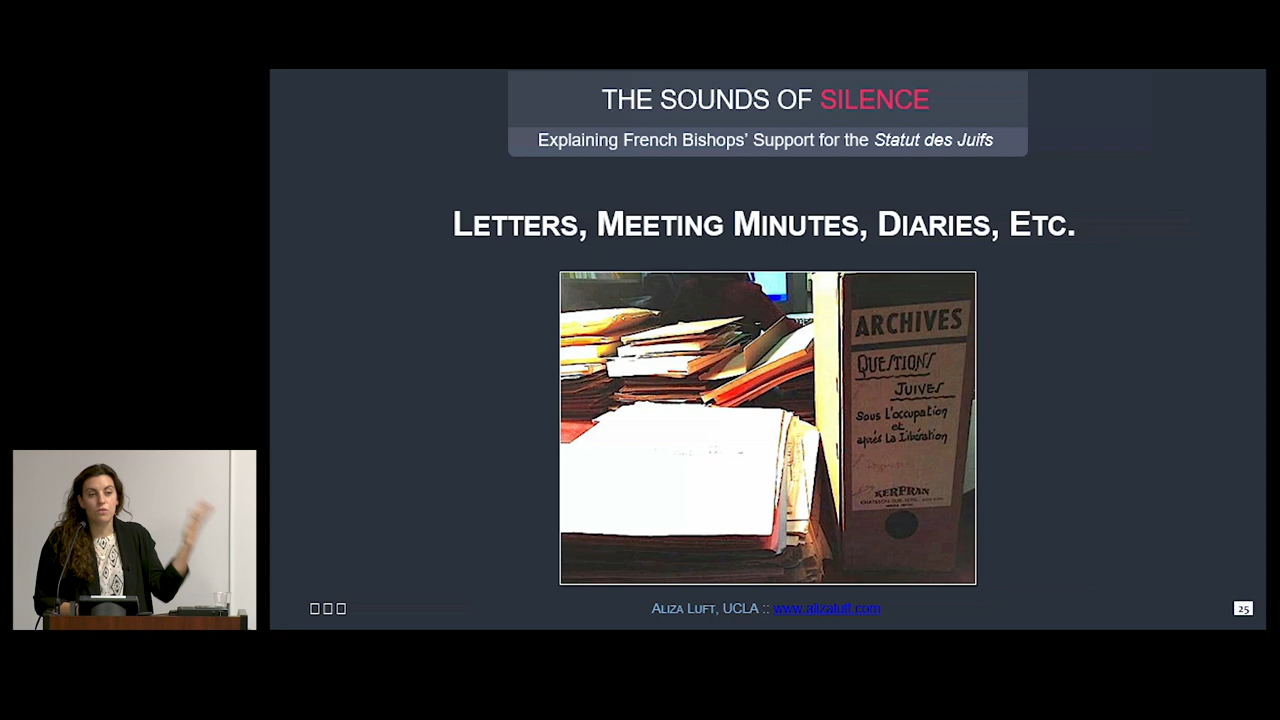 THE SOUNDS OF SILENCE
Explaining French Bishops' Support for the Statut des Juifs
LETTERS, MEETING MINUTES, DIARIES, ETC.
ARCHIVES
QUESTIONS
JUIVES
Sous L'occupation
et
après La Libération
KERFRAN
ALIZA LUFT, UCLA :: www.alizaluft.com
25